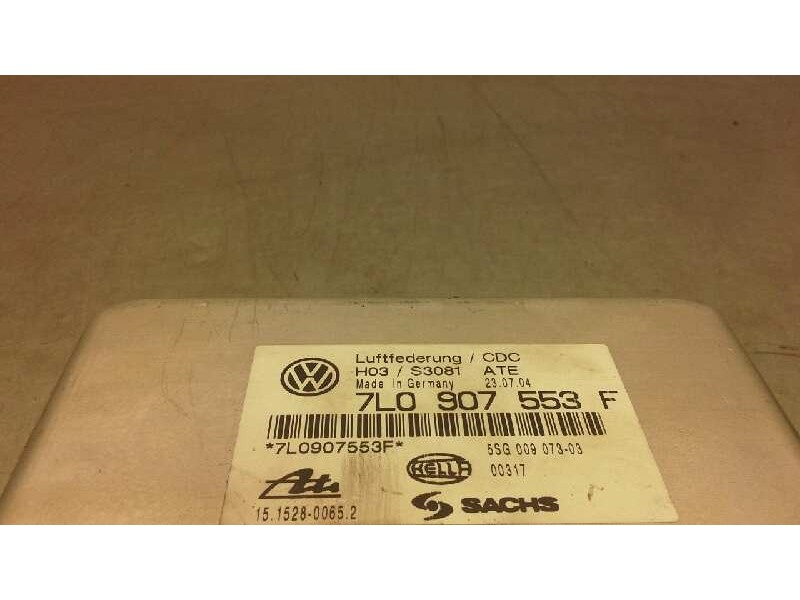 Luftfederung / CDC
H03 / S3081 ATE
Made in Germany 23.07.04
7L0 907 553 F
*7L0907553F* 5SG 009 073-03
HELLA 00317
Ate SACHS
15.1528-0065.2